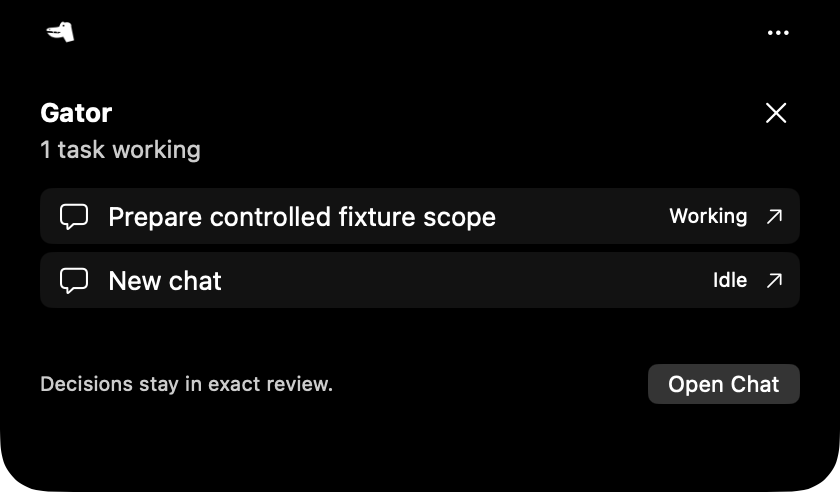 Gator
1 task working
Prepare controlled fixture scope Working
New chat Idle
Decisions stay in exact review. Open Chat